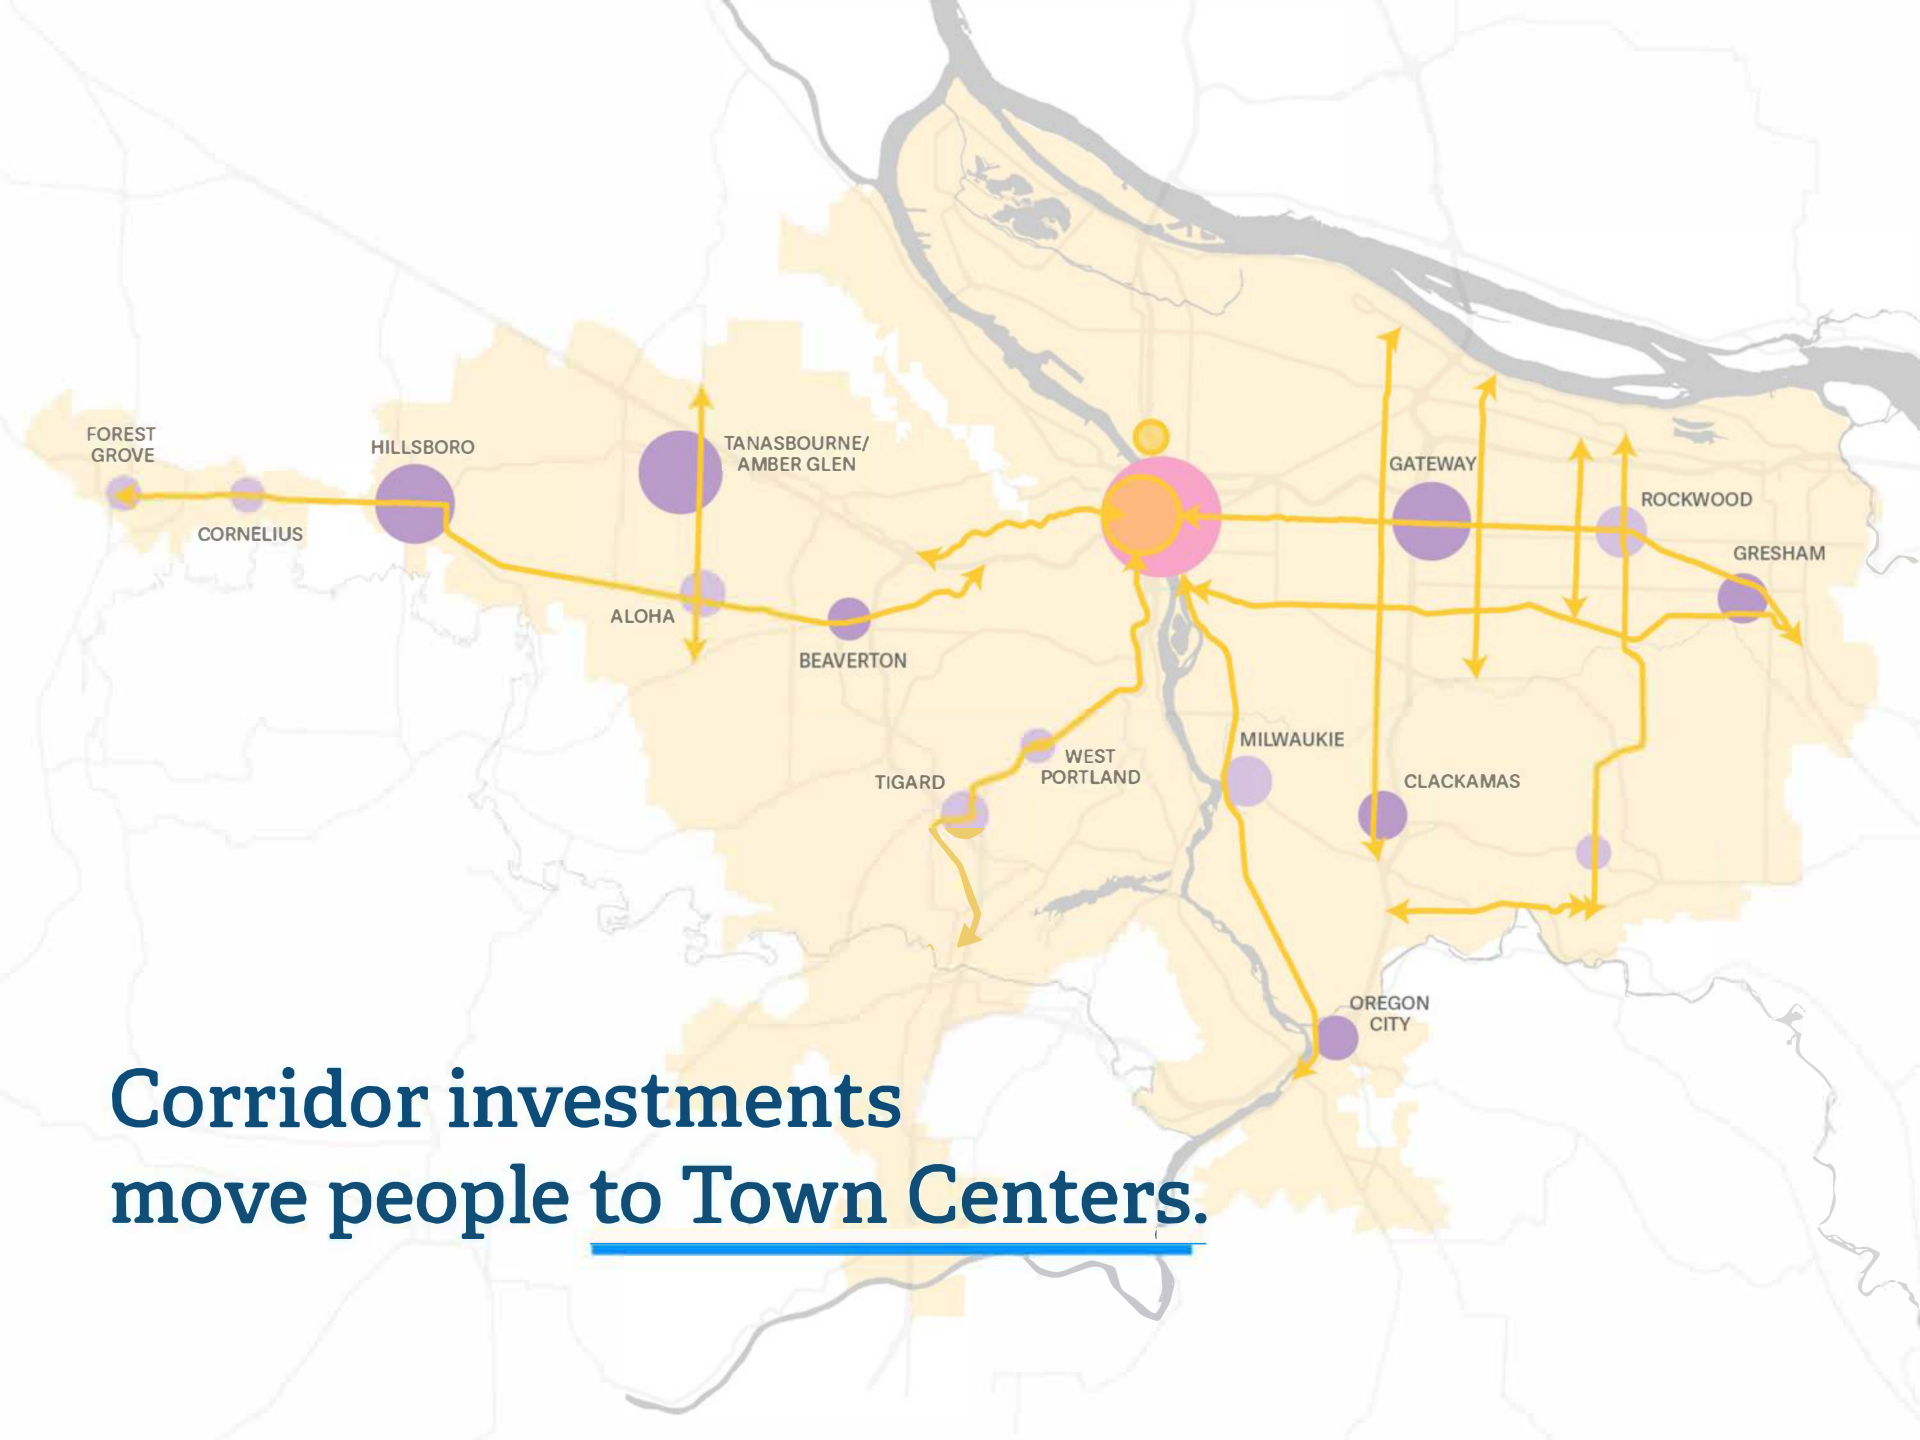 FOREST
GROVE
HILLSBORO
TANASBOURNE/
AMBER GLEN
GATEWAY
ROCKWOOD
CORNELIUS
GRESHAM
ALOHA
BEAVERTON
MILWAUKIE
WEST
PORTLAND
TIGARD
CLACKAMAS
OREGON
CITY
Corridor investments
move people to Town Centers.